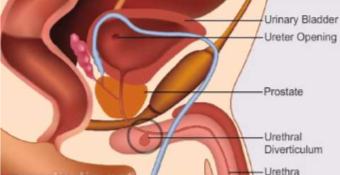 Urinary Bladder
Ureter Opening
Prostate
Urethral
Diverticulum
Urethra